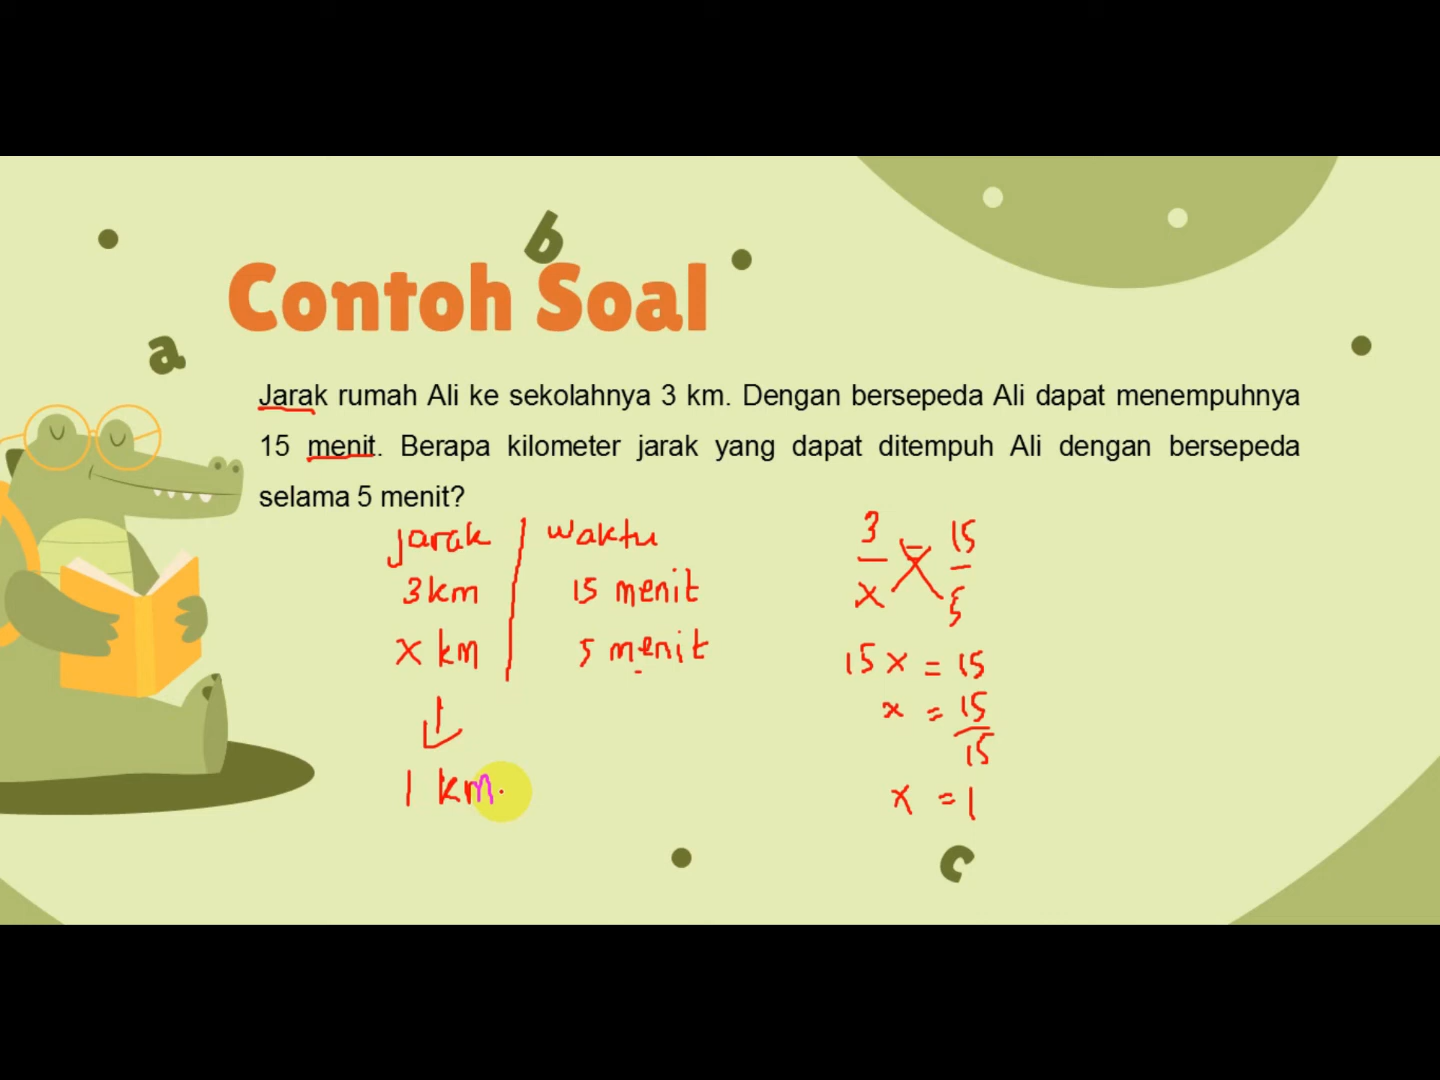 b
Contoh Soal
a
Jarak rumah Ali ke sekolahnya 3 km. Dengan bersepeda Ali dapat menempuhnya
15 menit. Berapa kilometer jarak yang dapat ditempuh Ali dengan bersepeda
selama 5 menit?
jarak | waktu
3 km | 15 menit
x km | 5 menit
↓
1 km.
3/x = 15/5
15x = 15
x = 15/15
x = 1
c